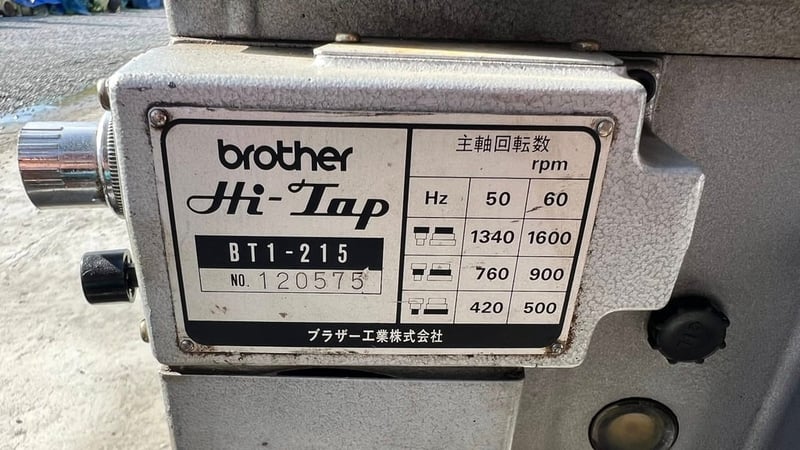 brother
Hi-Tap
BT1-215
NO. 120575
主軸回転数
rpm
Hz 50 60
1340 1600
760 900
420 500
ブラザー工業株式会社
OIL